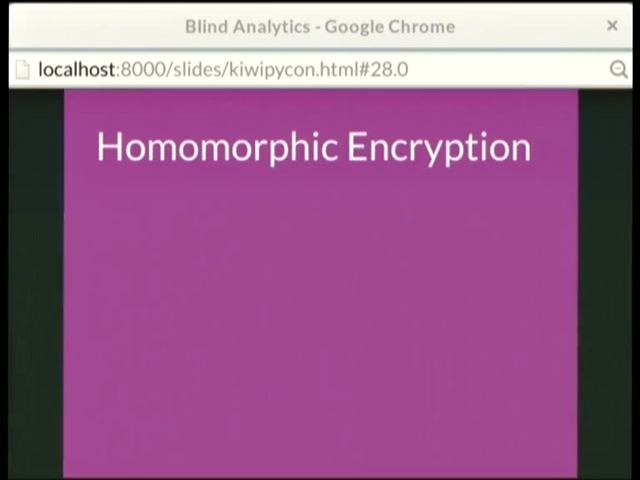 Blind Analytics - Google Chrome
localhost:8000/slides/kiwipycon.html#28.0
Homomorphic Encryption